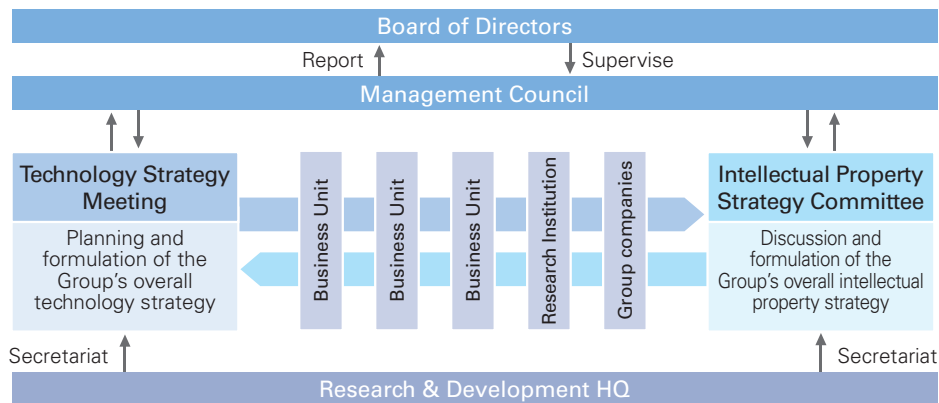 Board of Directors
Report
Supervise
Management Council
Technology Strategy
Meeting
Planning and
formulation of the
Group's overall
technology strategy
Business Unit
Business Unit
Business Unit
Research Institution
Group companies
Intellectual Property
Strategy Committee
Discussion and
formulation of the
Group's overall intellectual
property strategy
Secretariat
Secretariat
Research & Development HQ